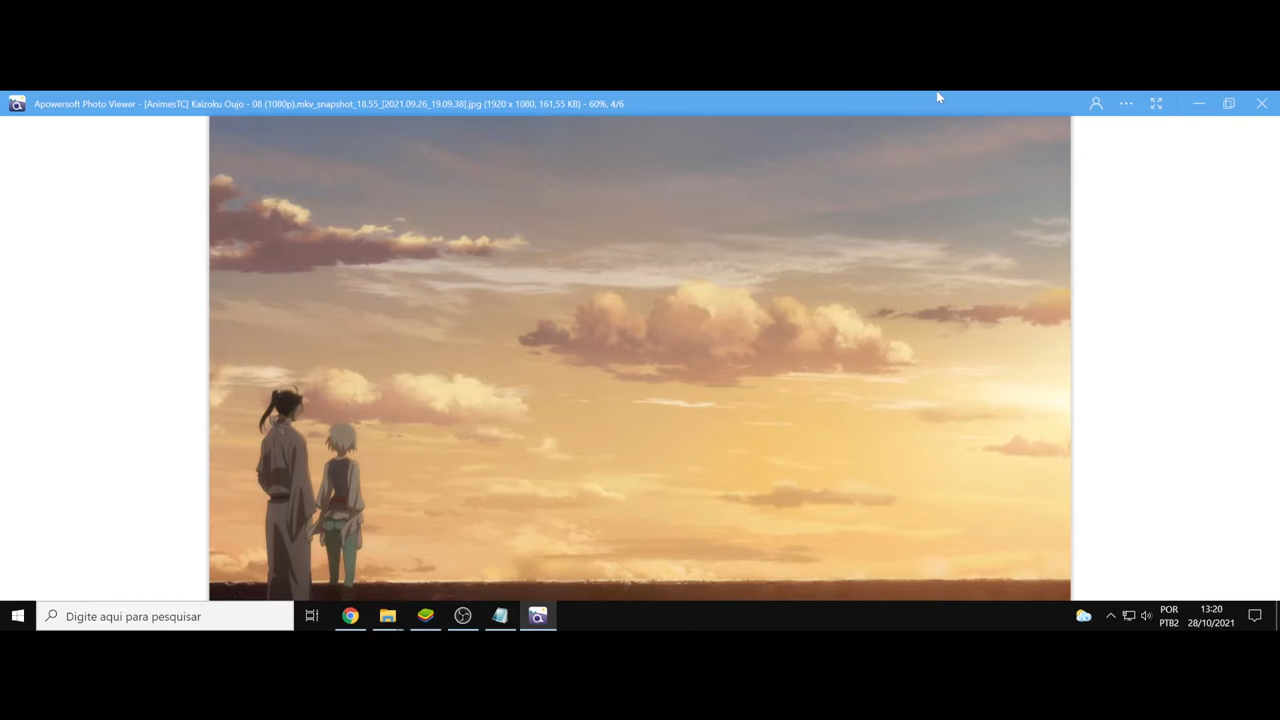 Apowersoft Photo Viewer - [AnimesTC] Kaizoku Oujo - 08 (1080p).mkv_snapshot_18.55_[2021.09.26_19.09.38].jpg (1920 x 1080, 161,55 KB) - 60%, 4/6
Digite aqui para pesquisar
POR
PTB2
13:20
28/10/2021